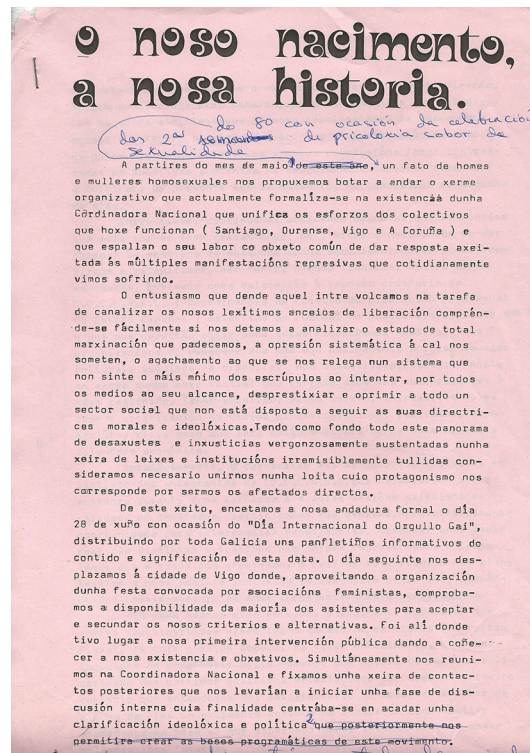 o noso nacimento,
a nosa historia.
do 80 con ocasión da celebración
das 2as de psicoloxía sobor da
sexualidade
A partires do mes de maio de este ano, un fato de homes
e mulleres homosexuales nos propuxemos botar a andar o xerme
organizativo que actualmente formaliza-se na existencia dunha
Cordinadora Nacional que unifica os esforzos dos colectivos
que hoxe funcionan ( Santiago, Ourense, Vigo e A Coruña ) e
que espallan o seu labor co obxeto común de dar resposta axei-
tada ás múltiples manifestacións represivas que cotidianamente
vimos sofrindo.
O entusiasmo que dende aquel intre volcamos na tarefa
de canalizar os nosos lexítimos anceios de liberación comprén-
de-se fácilmente si nos detemos a analizar o estado de total
marxinación que padecemos, a opresión sistemática á cal nos
someten, o aqachamento ao que se nos relega nun sistema que
non sinte o máis mñimo dos escrúpulos ao intentar, por todos
os medios ao seu alcance, desprestixiar e oprimir a todo un
sector social que non está disposto a seguir as suas directri-
ces morales e ideolóxicas.Tendo como fondo todo este panorama
de desaxustes e inxusticias vergonzosamente sustentadas nunha
xeira de leixes e institucións irremisiblemente tullidas con-
sideramos necesario unirnos nunha loita cuio protagonismo nos
corresponde por sermos os afectados directos.
De este xeito, encetamos a nosa andadura formal o día
28 de xuño con ocasión do "Día Internacional do Orgullo Gai",
distribuindo por toda Galicia uns panfletiños informativos do
contido e significación de esta data. O día seguinte nos des-
plazamos á cidade de Vigo donde, aproveitando a organización
dunha festa convocada por asociacións feministas, comproba-
mos a disponibilidade da maioria dos asistentes para aceptar
e secundar os nosos criterios e alternativas. Foi alí donde
tivo lugar a nosa primeira intervención pública dando a coñe-
cer a nosa existencia e obxetivos. Simultáneamente nos reuni-
mos na Coordinadora Nacional e fixamos unha xeira de contac-
tos posteriores que nos levarían a iniciar unha fase de dis-
cusión interna cuia finalidade centrába-se en acadar unha
clarificación ideolóxica e política que posteriormente nos
permitira crear as bases programáticas de este movimento.